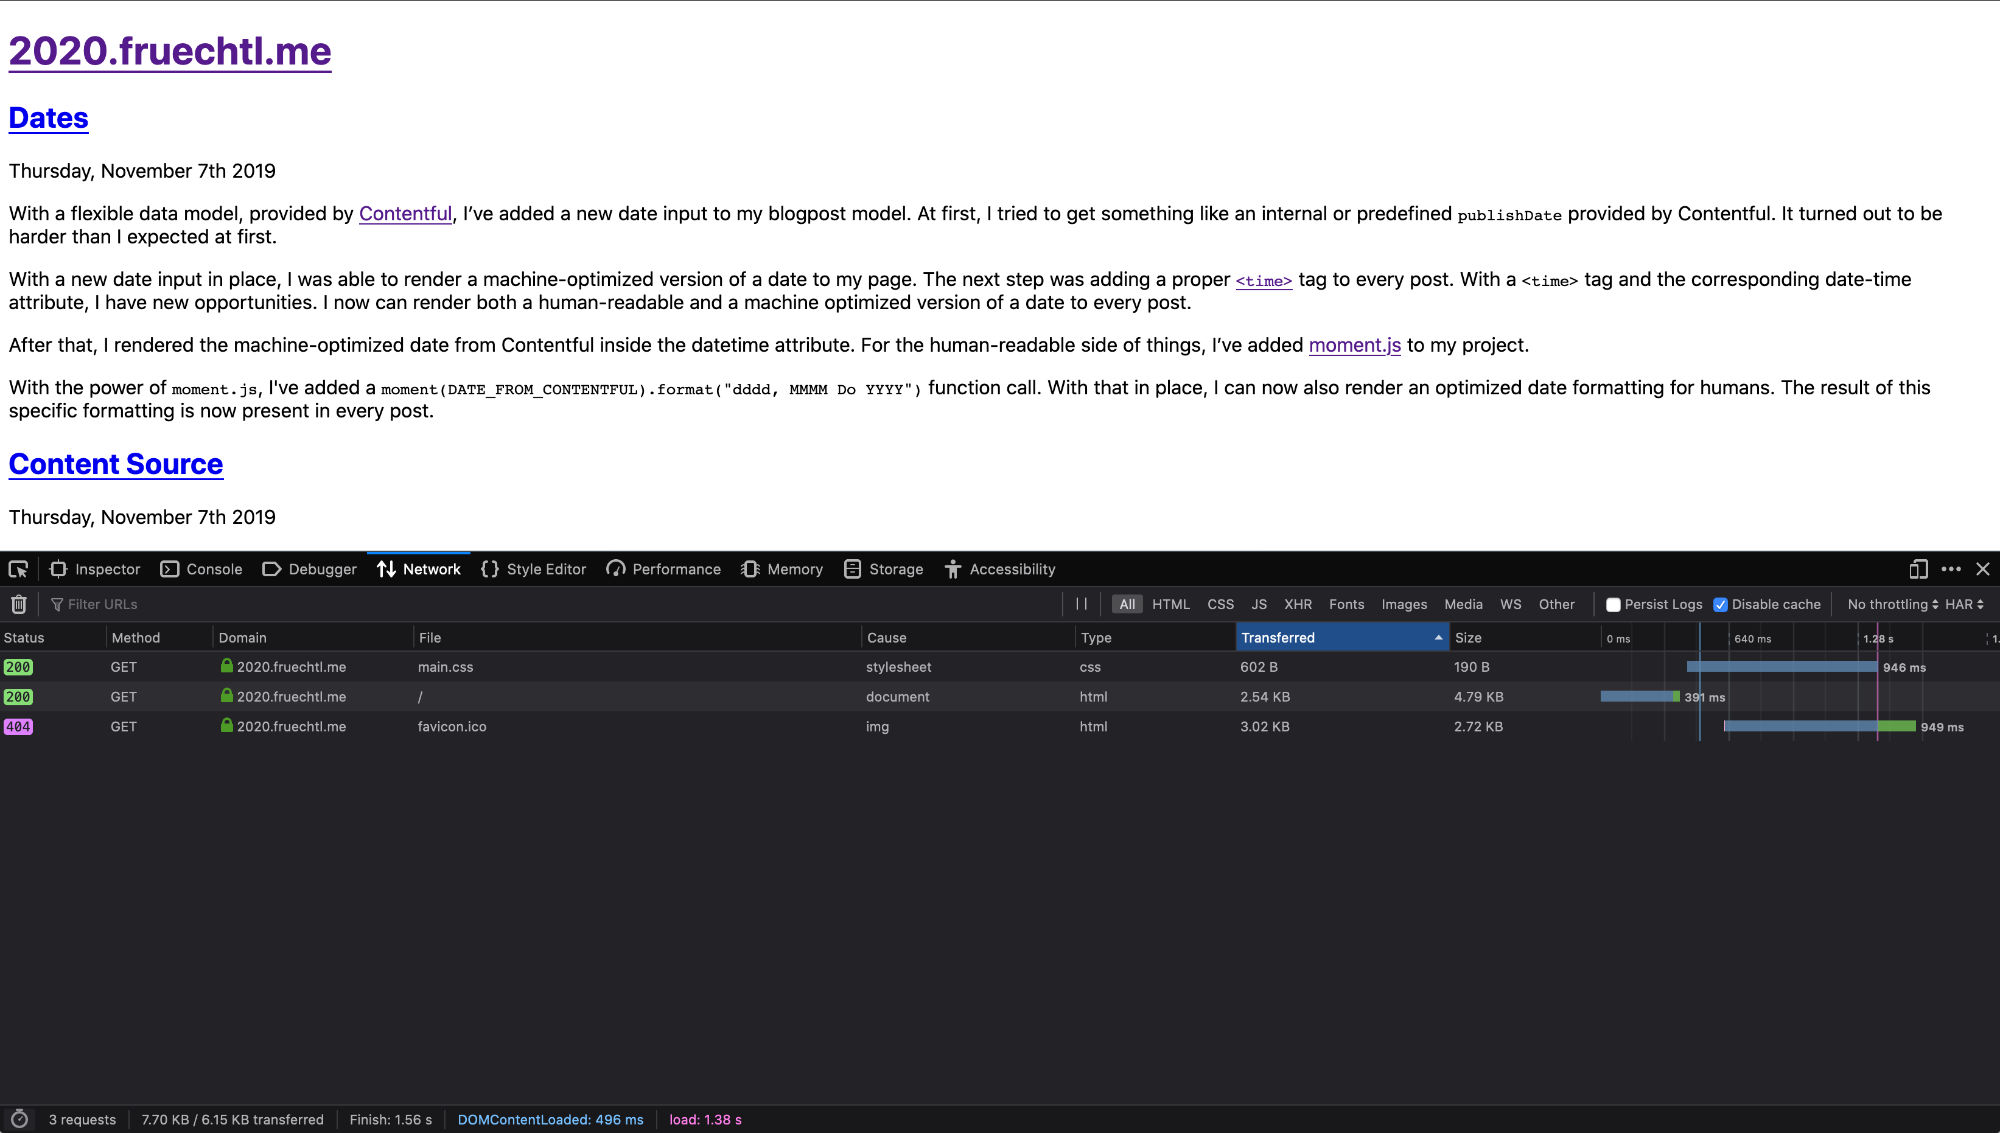 2020.fruechtl.me
Dates
Thursday, November 7th 2019
With a flexible data model, provided by Contentful, I’ve added a new date input to my blogpost model. At first, I tried to get something like an internal or predefined publishDate provided by Contentful. It turned out to be
harder than I expected at first.
With a new date input in place, I was able to render a machine-optimized version of a date to my page. The next step was adding a proper <time> tag to every post. With a <time> tag and the corresponding date-time
attribute, I have new opportunities. I now can render both a human-readable and a machine optimized version of a date to every post.
After that, I rendered the machine-optimized date from Contentful inside the datetime attribute. For the human-readable side of things, I’ve added moment.js to my project.
With the power of moment.js, I've added a moment(DATE_FROM_CONTENTFUL).format("dddd, MMMM Do YYYY") function call. With that in place, I can now also render an optimized date formatting for humans. The result of this
specific formatting is now present in every post.
Content Source
Thursday, November 7th 2019
Inspector Console Debugger Network Style Editor Performance Memory Storage Accessibility
Filter URLs All HTML CSS JS XHR Fonts Images Media WS Other Persist Logs Disable cache No throttling HAR
Status Method Domain File Cause Type Transferred Size 0 ms 640 ms 1.28 s 1.
200 GET 2020.fruechtl.me main.css stylesheet css 602 B 190 B 946 ms
200 GET 2020.fruechtl.me / document html 2.54 KB 4.79 KB 391 ms
404 GET 2020.fruechtl.me favicon.ico img html 3.02 KB 2.72 KB 949 ms
3 requests 7.70 KB / 6.15 KB transferred Finish: 1.56 s DOMContentLoaded: 496 ms load: 1.38 s